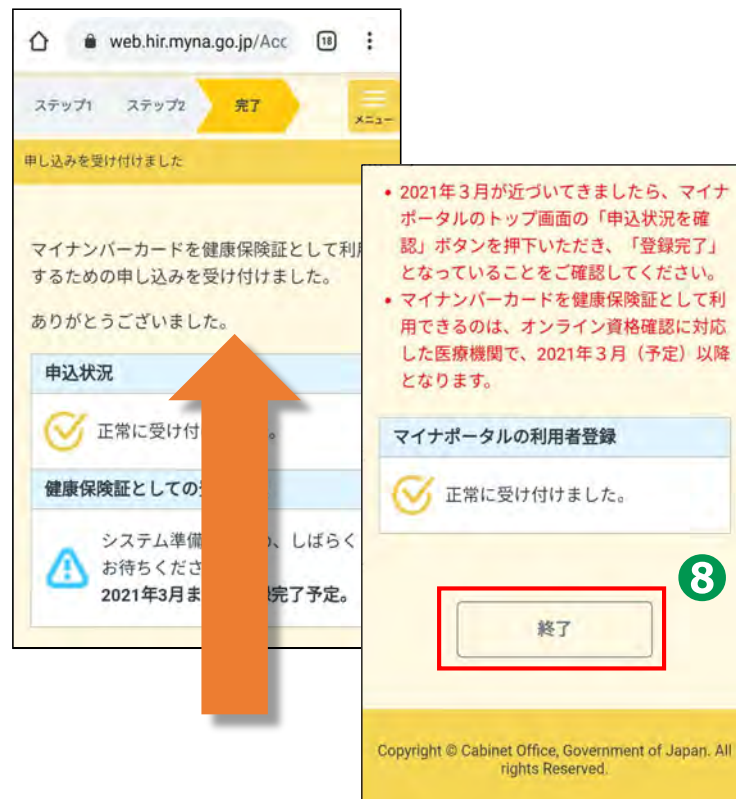 web.hir.myna.go.jp/Acc
18
ステップ1 ステップ2 完了
メニュー
申し込みを受け付けました
マイナンバーカードを健康保険証として利
するための申し込みを受け付けました。
ありがとうございました。
申込状況
正常に受け付 。
健康保険証としての
システム準備 、しばらく
お待ちくださ
2021年3月ま 完了予定。
• 2021年3月が近づいてきましたら、マイナ
ポータルのトップ画面の「申込状況を確
認」ボタンを押下いただき、「登録完了」
となっていることをご確認してください。
• マイナンバーカードを健康保険証として利
用できるのは、オンライン資格確認に対応
した医療機関で、2021年3月（予定）以降
となります。
マイナポータルの利用者登録
正常に受け付けました。
8
終了
Copyright © Cabinet Office, Government of Japan. All
rights Reserved.